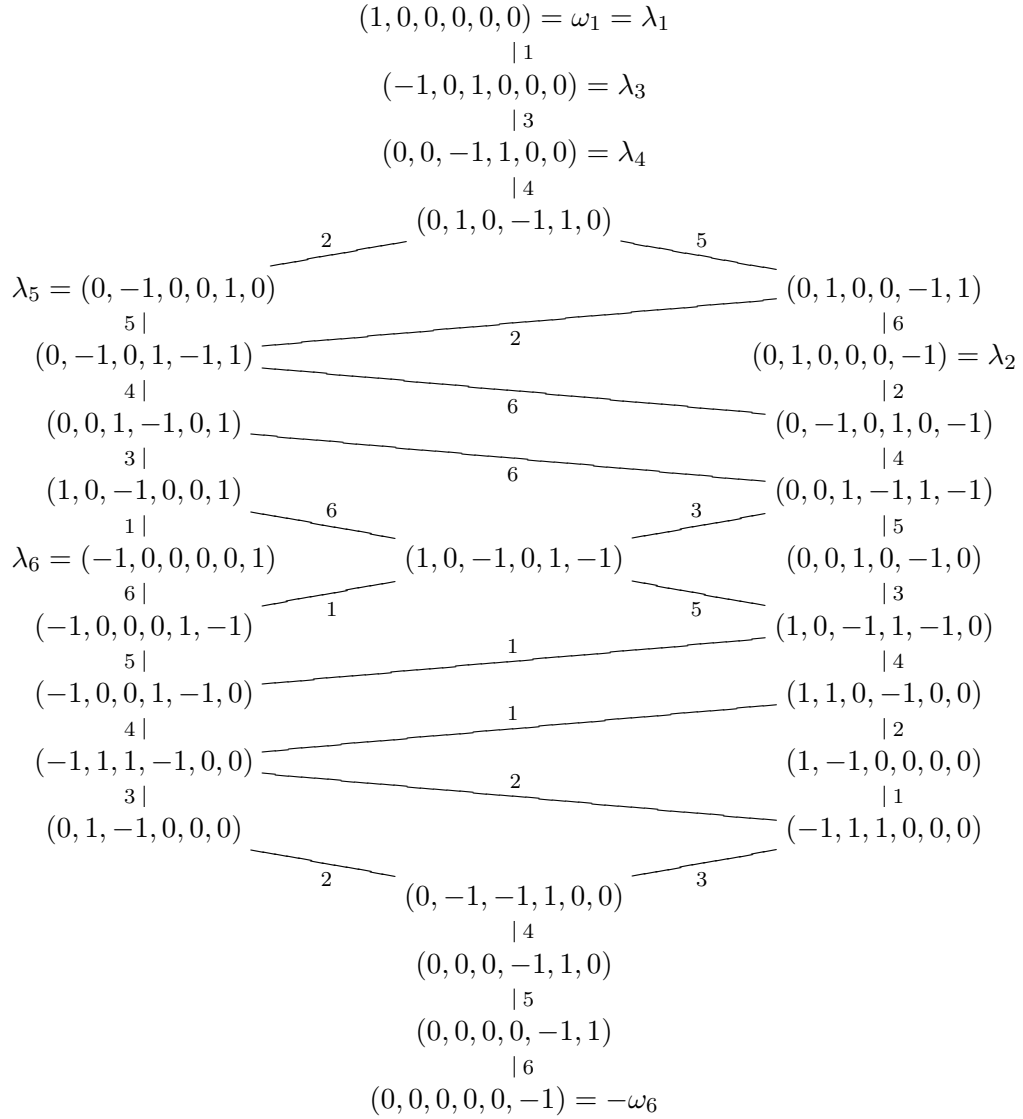 (1, 0, 0, 0, 0, 0) = ω₁ = λ₁
| 1
(−1, 0, 1, 0, 0, 0) = λ₃
| 3
(0, 0, −1, 1, 0, 0) = λ₄
| 4
(0, 1, 0, −1, 1, 0)
2 5
λ₅ = (0, −1, 0, 0, 1, 0) (0, 1, 0, 0, −1, 1)
5 | 2 | 6
(0, −1, 0, 1, −1, 1) (0, 1, 0, 0, 0, −1) = λ₂
4 | 6 | 2
(0, 0, 1, −1, 0, 1) (0, −1, 0, 1, 0, −1)
3 | 6 | 4
(1, 0, −1, 0, 0, 1) (0, 0, 1, −1, 1, −1)
1 | 6 3 | 5
λ₆ = (−1, 0, 0, 0, 0, 1) (1, 0, −1, 0, 1, −1) (0, 0, 1, 0, −1, 0)
6 | 1 5 | 3
(−1, 0, 0, 0, 1, −1) (1, 0, −1, 1, −1, 0)
5 | 1 | 4
(−1, 0, 0, 1, −1, 0) (1, 1, 0, −1, 0, 0)
4 | 1 | 2
(−1, 1, 1, −1, 0, 0) (1, −1, 0, 0, 0, 0)
3 | 2 | 1
(0, 1, −1, 0, 0, 0) (−1, 1, 1, 0, 0, 0)
2 3
(0, −1, −1, 1, 0, 0)
| 4
(0, 0, 0, −1, 1, 0)
| 5
(0, 0, 0, 0, −1, 1)
| 6
(0, 0, 0, 0, 0, −1) = −ω₆